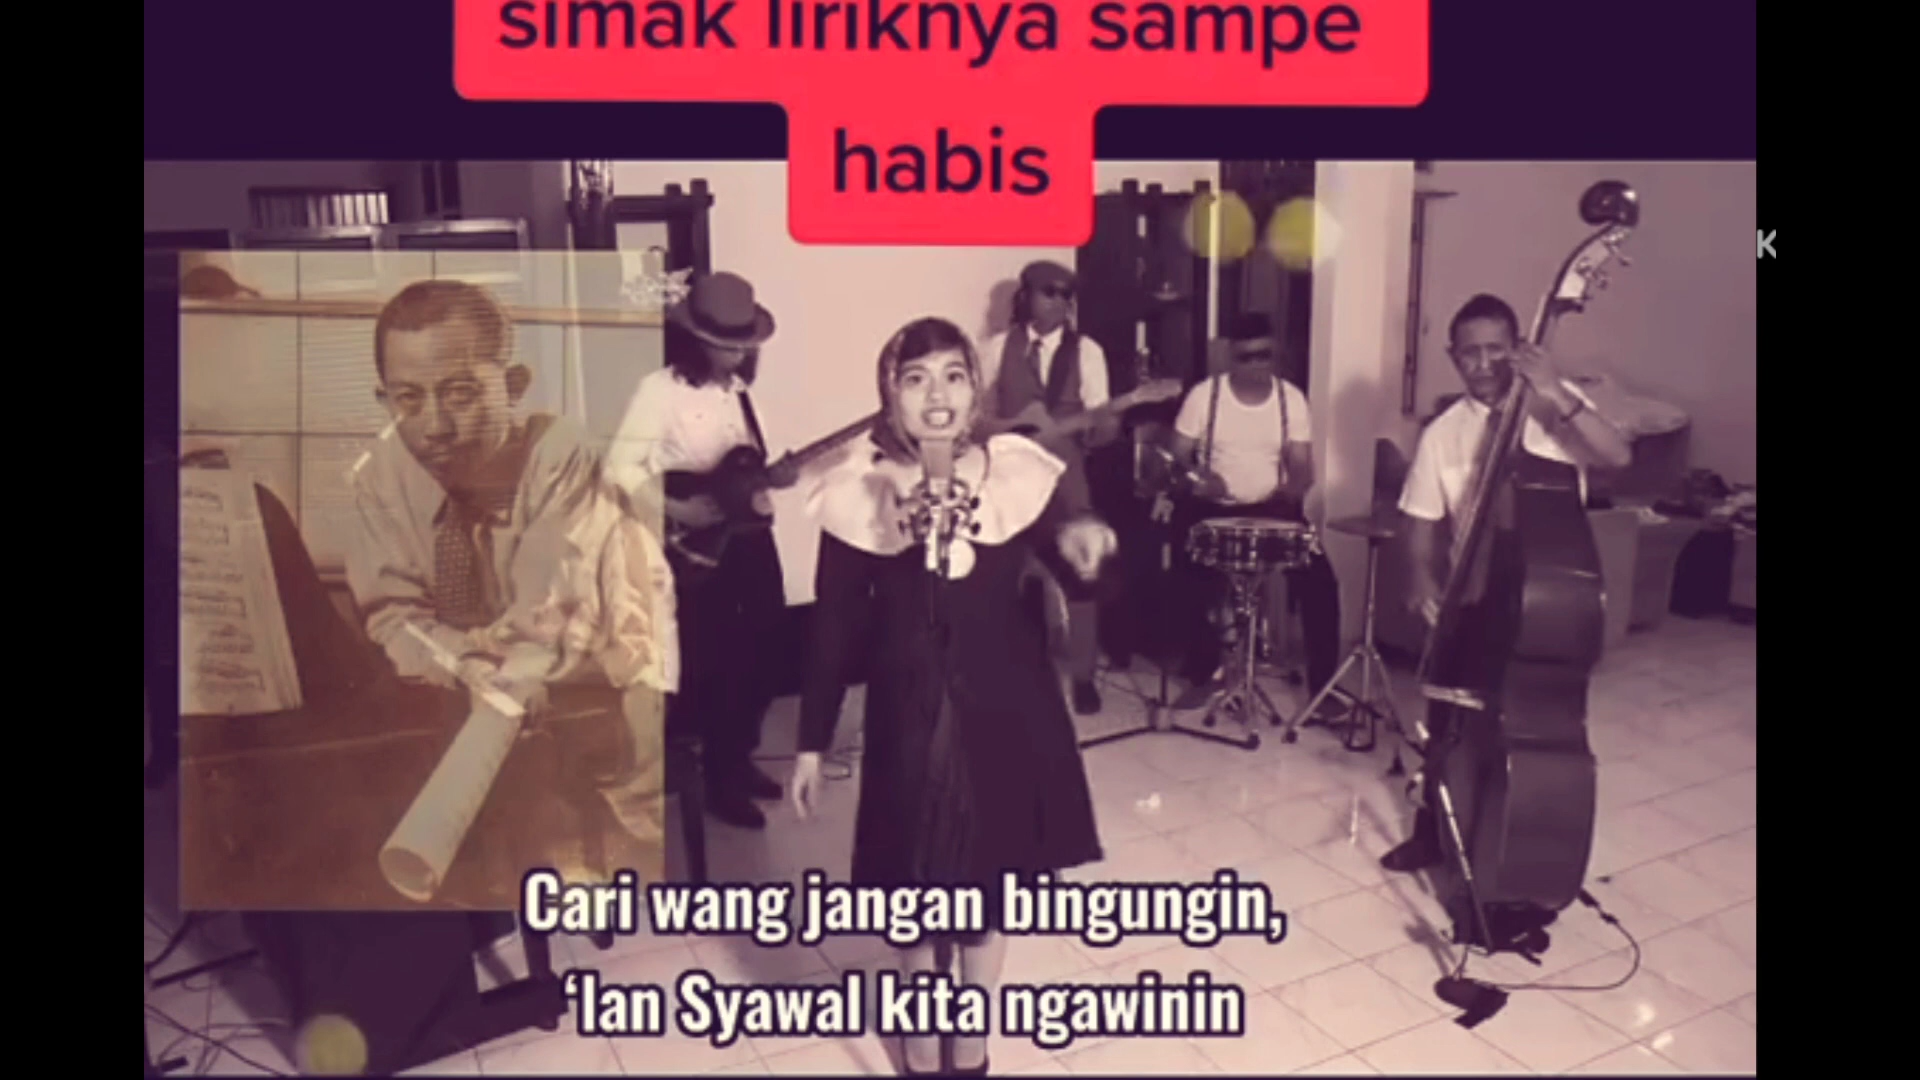 simak liriknya sampe
habis
K
Cari wang jangan bingungin,
‘lan Syawal kita ngawinin